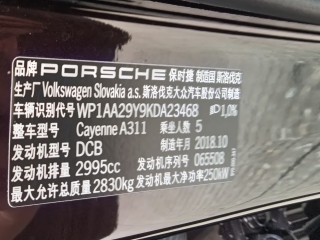 品牌 PORSCHE 保时捷 制造国 斯洛伐克
生产厂 Volkswagen Slovakia a.s. 斯洛伐克大众汽车股份公司制造
车辆识别代号 WP1AA29Y9KDA23468 1,0%
整车型号 Cayenne A311 乘坐人数 5
发动机型号 DCB 制造年月 2018.10
发动机排量 2995cc 发动机序列号 065508
最大允许总质量 2830kg 发动机最大净功率 250kW